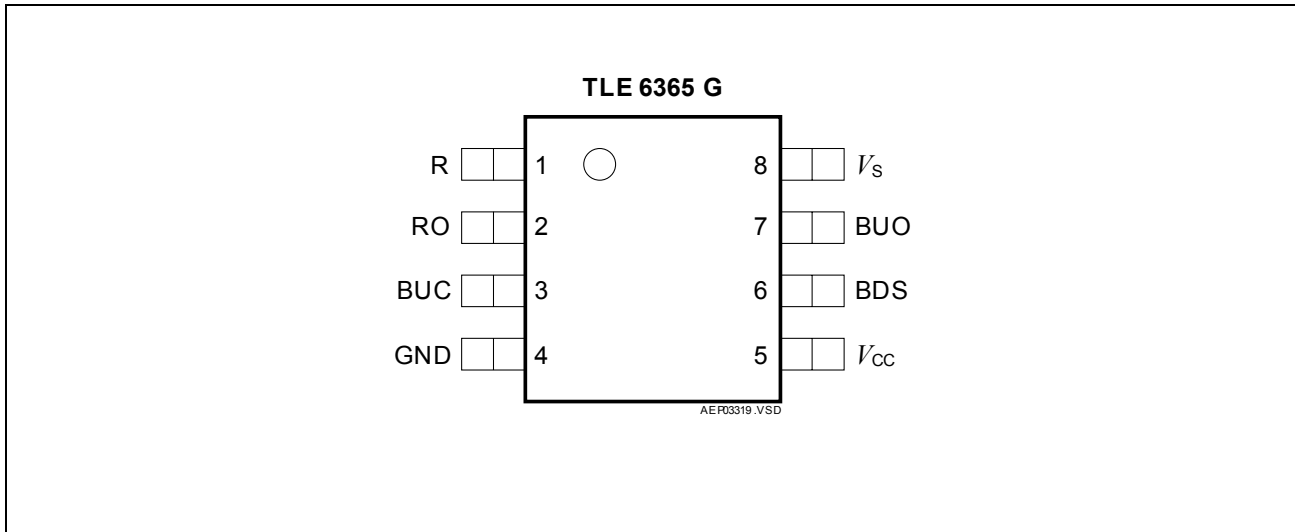 TLE 6365 G
R 1 8 VS
RO 2 7 BUO
BUC 3 6 BDS
GND 4 5 VCC
AEP03319.VSD